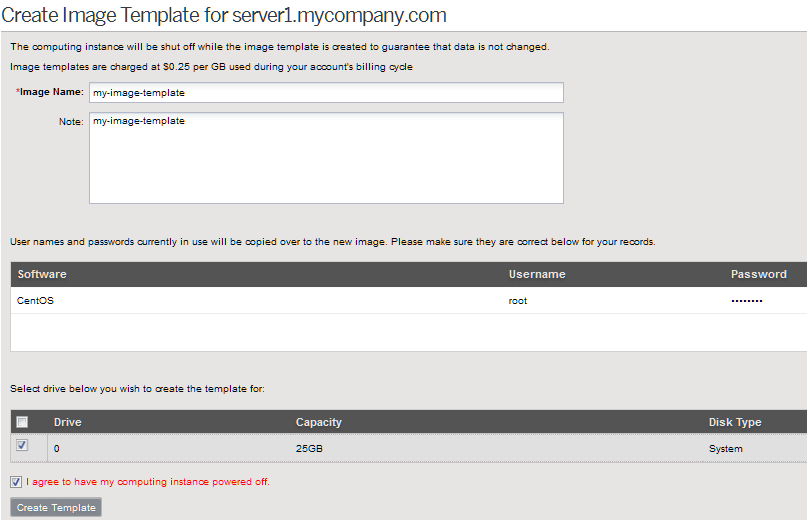 Create Image Template for server1.mycompany.com
The computing instance will be shut off while the image template is created to guarantee that data is not changed.
Image templates are charged at $0.25 per GB used during your account's billing cycle
*Image Name: my-image-template
Note: my-image-template
User names and passwords currently in use will be copied over to the new image. Please make sure they are correct below for your records.
Software Username Password
CentOS root ••••••••
Select drive below you wish to create the template for:
Drive Capacity Disk Type
0 25GB System
I agree to have my computing instance powered off.
Create Template